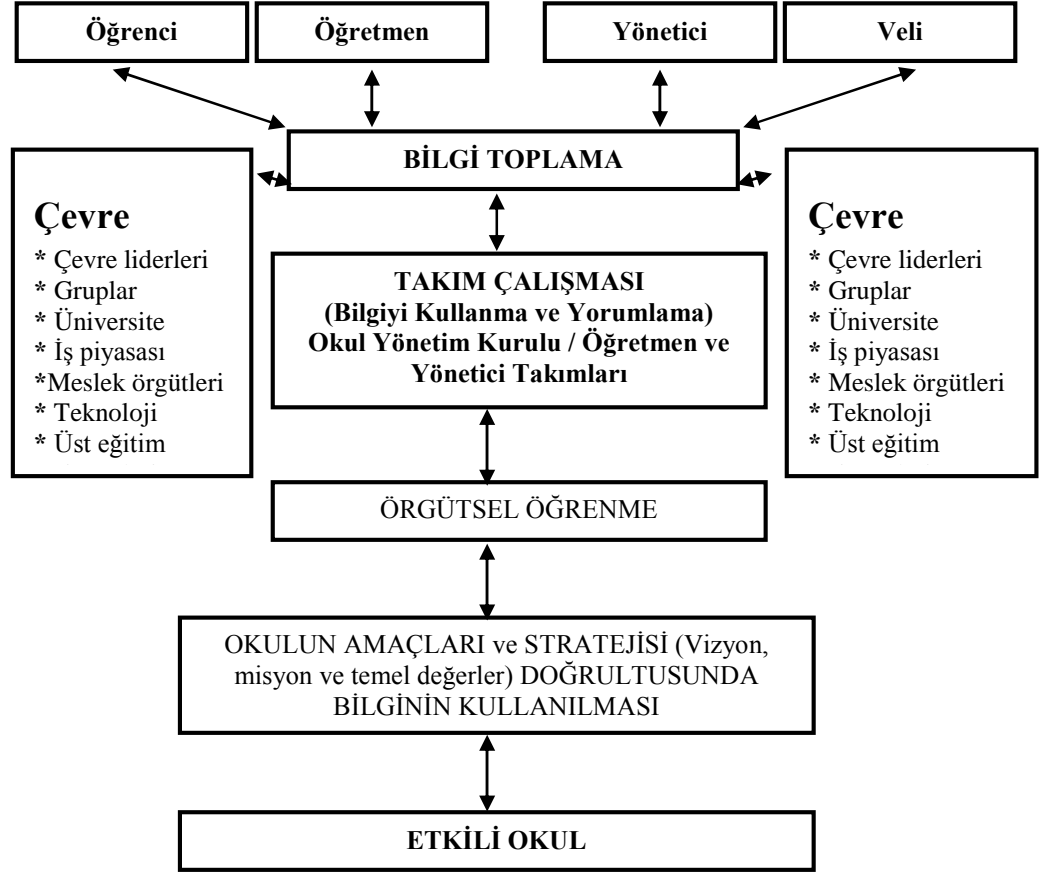 Öğrenci
Öğretmen
Yönetici
Veli
BİLGİ TOPLAMA
Çevre
* Çevre liderleri
* Gruplar
* Üniversite
* İş piyasası
*Meslek örgütleri
* Teknoloji
* Üst eğitim
TAKIM ÇALIŞMASI
(Bilgiyi Kullanma ve Yorumlama)
Okul Yönetim Kurulu / Öğretmen ve
Yönetici Takımları
Çevre
* Çevre liderleri
* Gruplar
* Üniversite
* İş piyasası
* Meslek örgütleri
* Teknoloji
* Üst eğitim
ÖRGÜTSEL ÖĞRENME
OKULUN AMAÇLARI ve STRATEJİSİ (Vizyon,
misyon ve temel değerler) DOĞRULTUSUNDA
BİLGİNİN KULLANILMASI
ETKİLİ OKUL